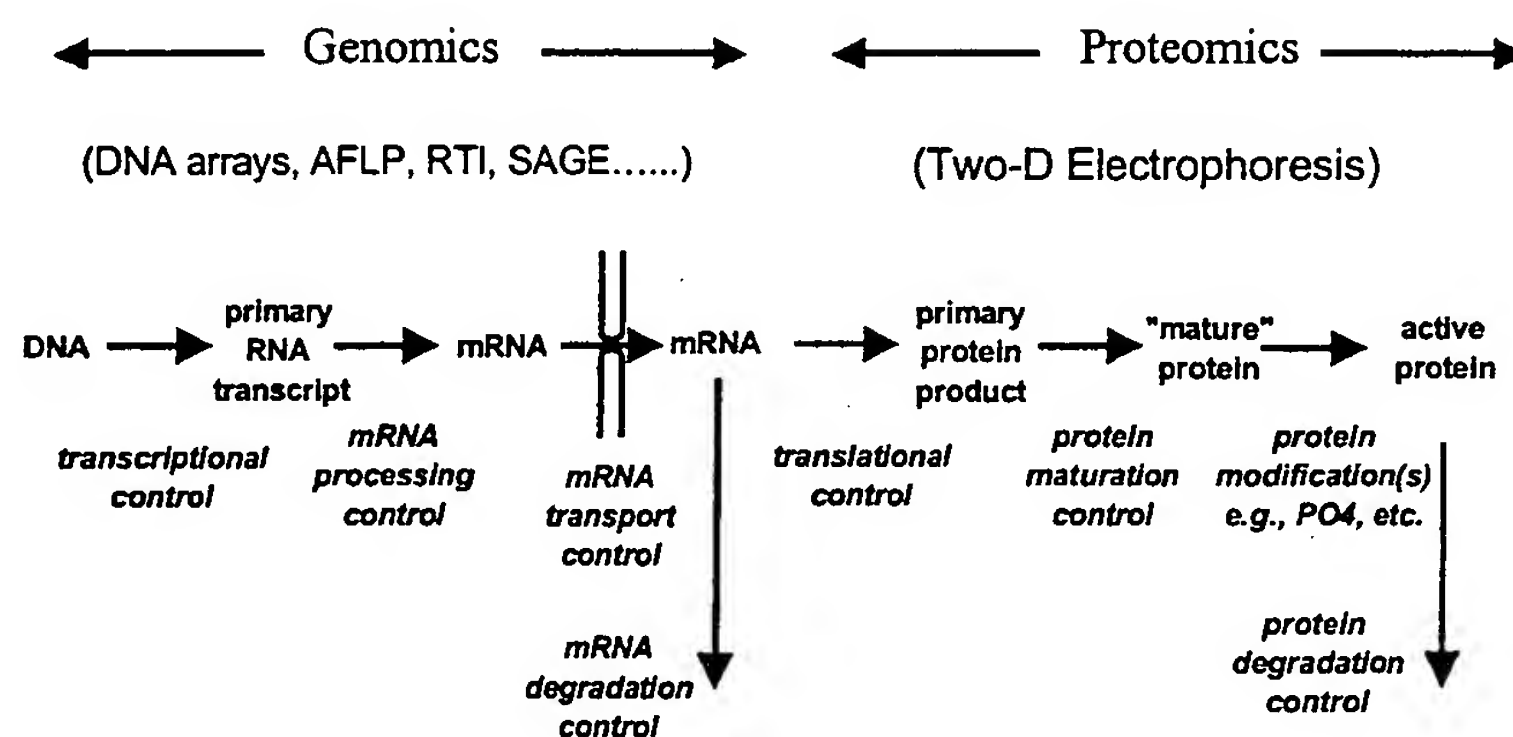 Genomics
Proteomics
(DNA arrays, AFLP, RTI, SAGE......)
(Two-D Electrophoresis)
DNA
primary
RNA
transcript
mRNA
mRNA
primary
protein
product
"mature"
protein
active
protein
transcriptional
control
mRNA
processing
control
mRNA
transport
control
translational
control
protein
maturation
control
protein
modification(s)
e.g., PO4, etc.
mRNA
degradation
control
protein
degradation
control